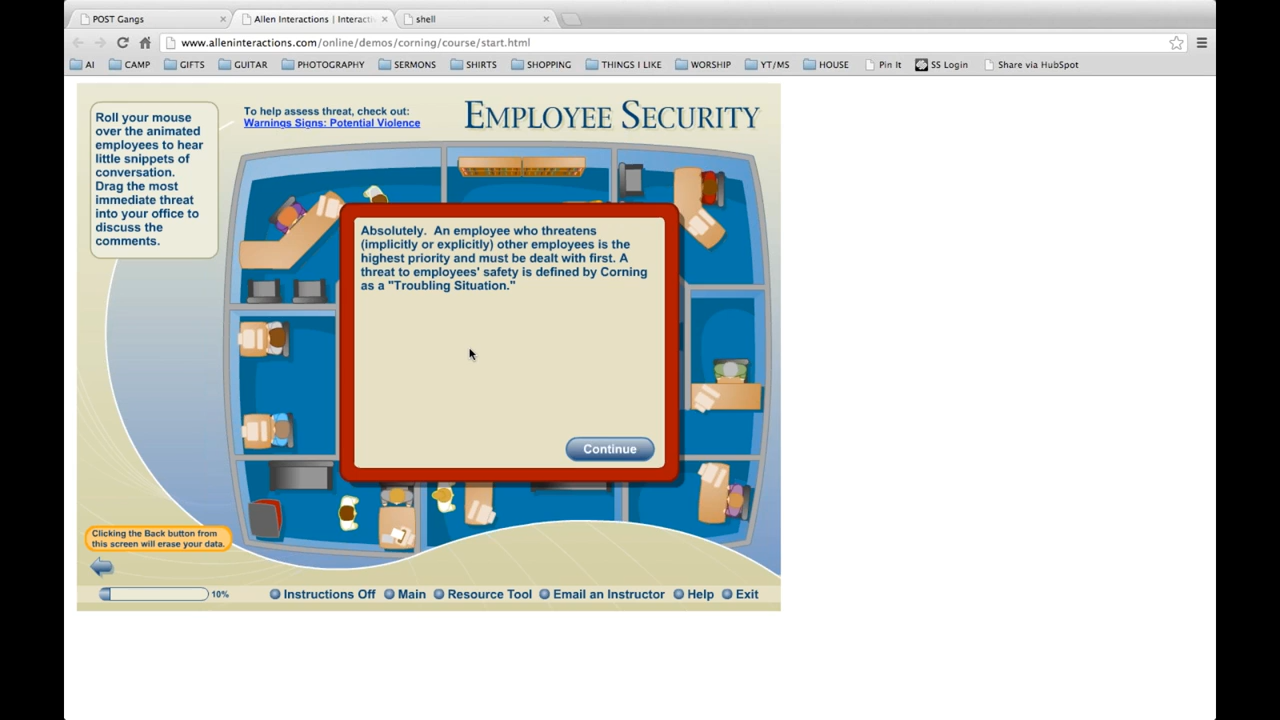 POST Gangs
Allen Interactions | Interacti
shell
www.alleninteractions.com/online/demos/corning/course/start.html
AI CAMP GIFTS GUITAR PHOTOGRAPHY SERMONS SHIRTS SHOPPING THINGS I LIKE WORSHIP YT/MS HOUSE Pin It SS Login Share via HubSpot
Roll your mouse
over the animated
employees to hear
little snippets of
conversation.
Drag the most
immediate threat
into your office to
discuss the
comments.
To help assess threat, check out:
Warnings Signs: Potential Violence
EMPLOYEE SECURITY
Absolutely. An employee who threatens
(implicitly or explicitly) other employees is the
highest priority and must be dealt with first. A
threat to employees' safety is defined by Corning
as a "Troubling Situation."
Continue
Clicking the Back button from
this screen will erase your data.
10%
Instructions Off Main Resource Tool Email an Instructor Help Exit